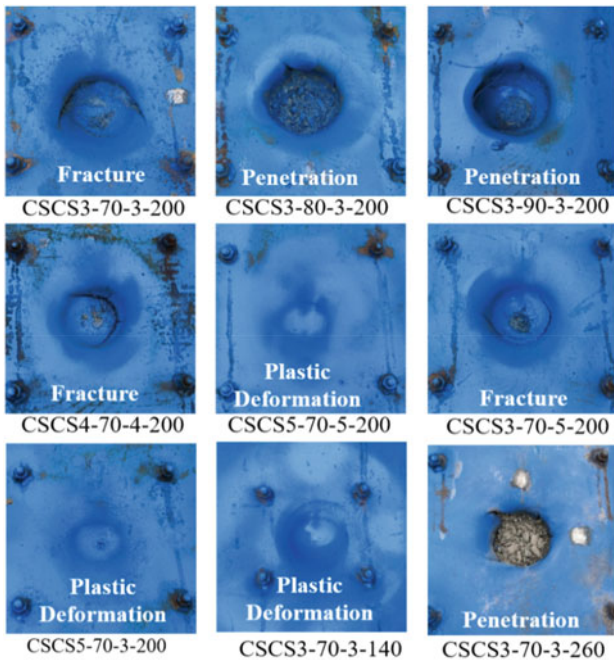 Fracture
Penetration
Penetration
CSCS3-70-3-200
CSCS3-80-3-200
CSCS3-90-3-200
Fracture
Plastic
Deformation
Fracture
CSCS4-70-4-200
CSCS5-70-5-200
CSCS3-70-5-200
Plastic
Deformation
Plastic
Deformation
Penetration
CSCS5-70-3-200
CSCS3-70-3-140
CSCS3-70-3-260